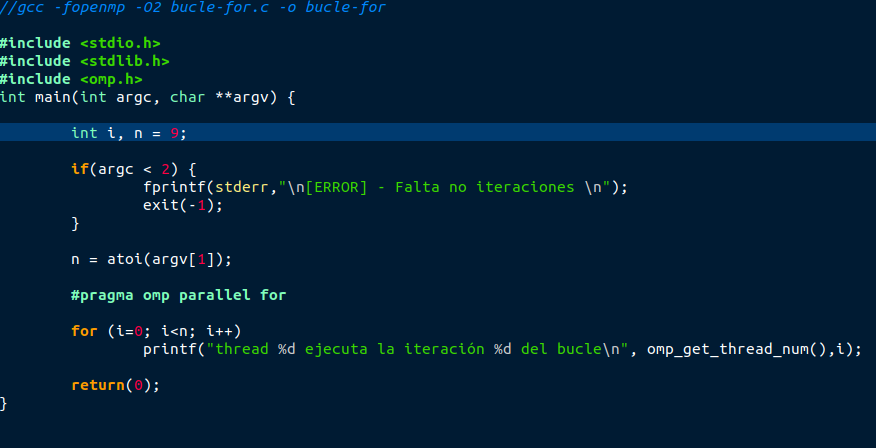 //gcc -fopenmp -O2 bucle-for.c -o bucle-for
#include <stdio.h>
#include <stdlib.h>
#include <omp.h>
int main(int argc, char **argv) {
int i, n = 9;
if(argc < 2) {
fprintf(stderr,"\n[ERROR] - Falta no iteraciones \n");
exit(-1);
}
n = atoi(argv[1]);
#pragma omp parallel for
for (i=0; i<n; i++)
printf("thread %d ejecuta la iteración %d del bucle\n", omp_get_thread_num(),i);
return(0);
}